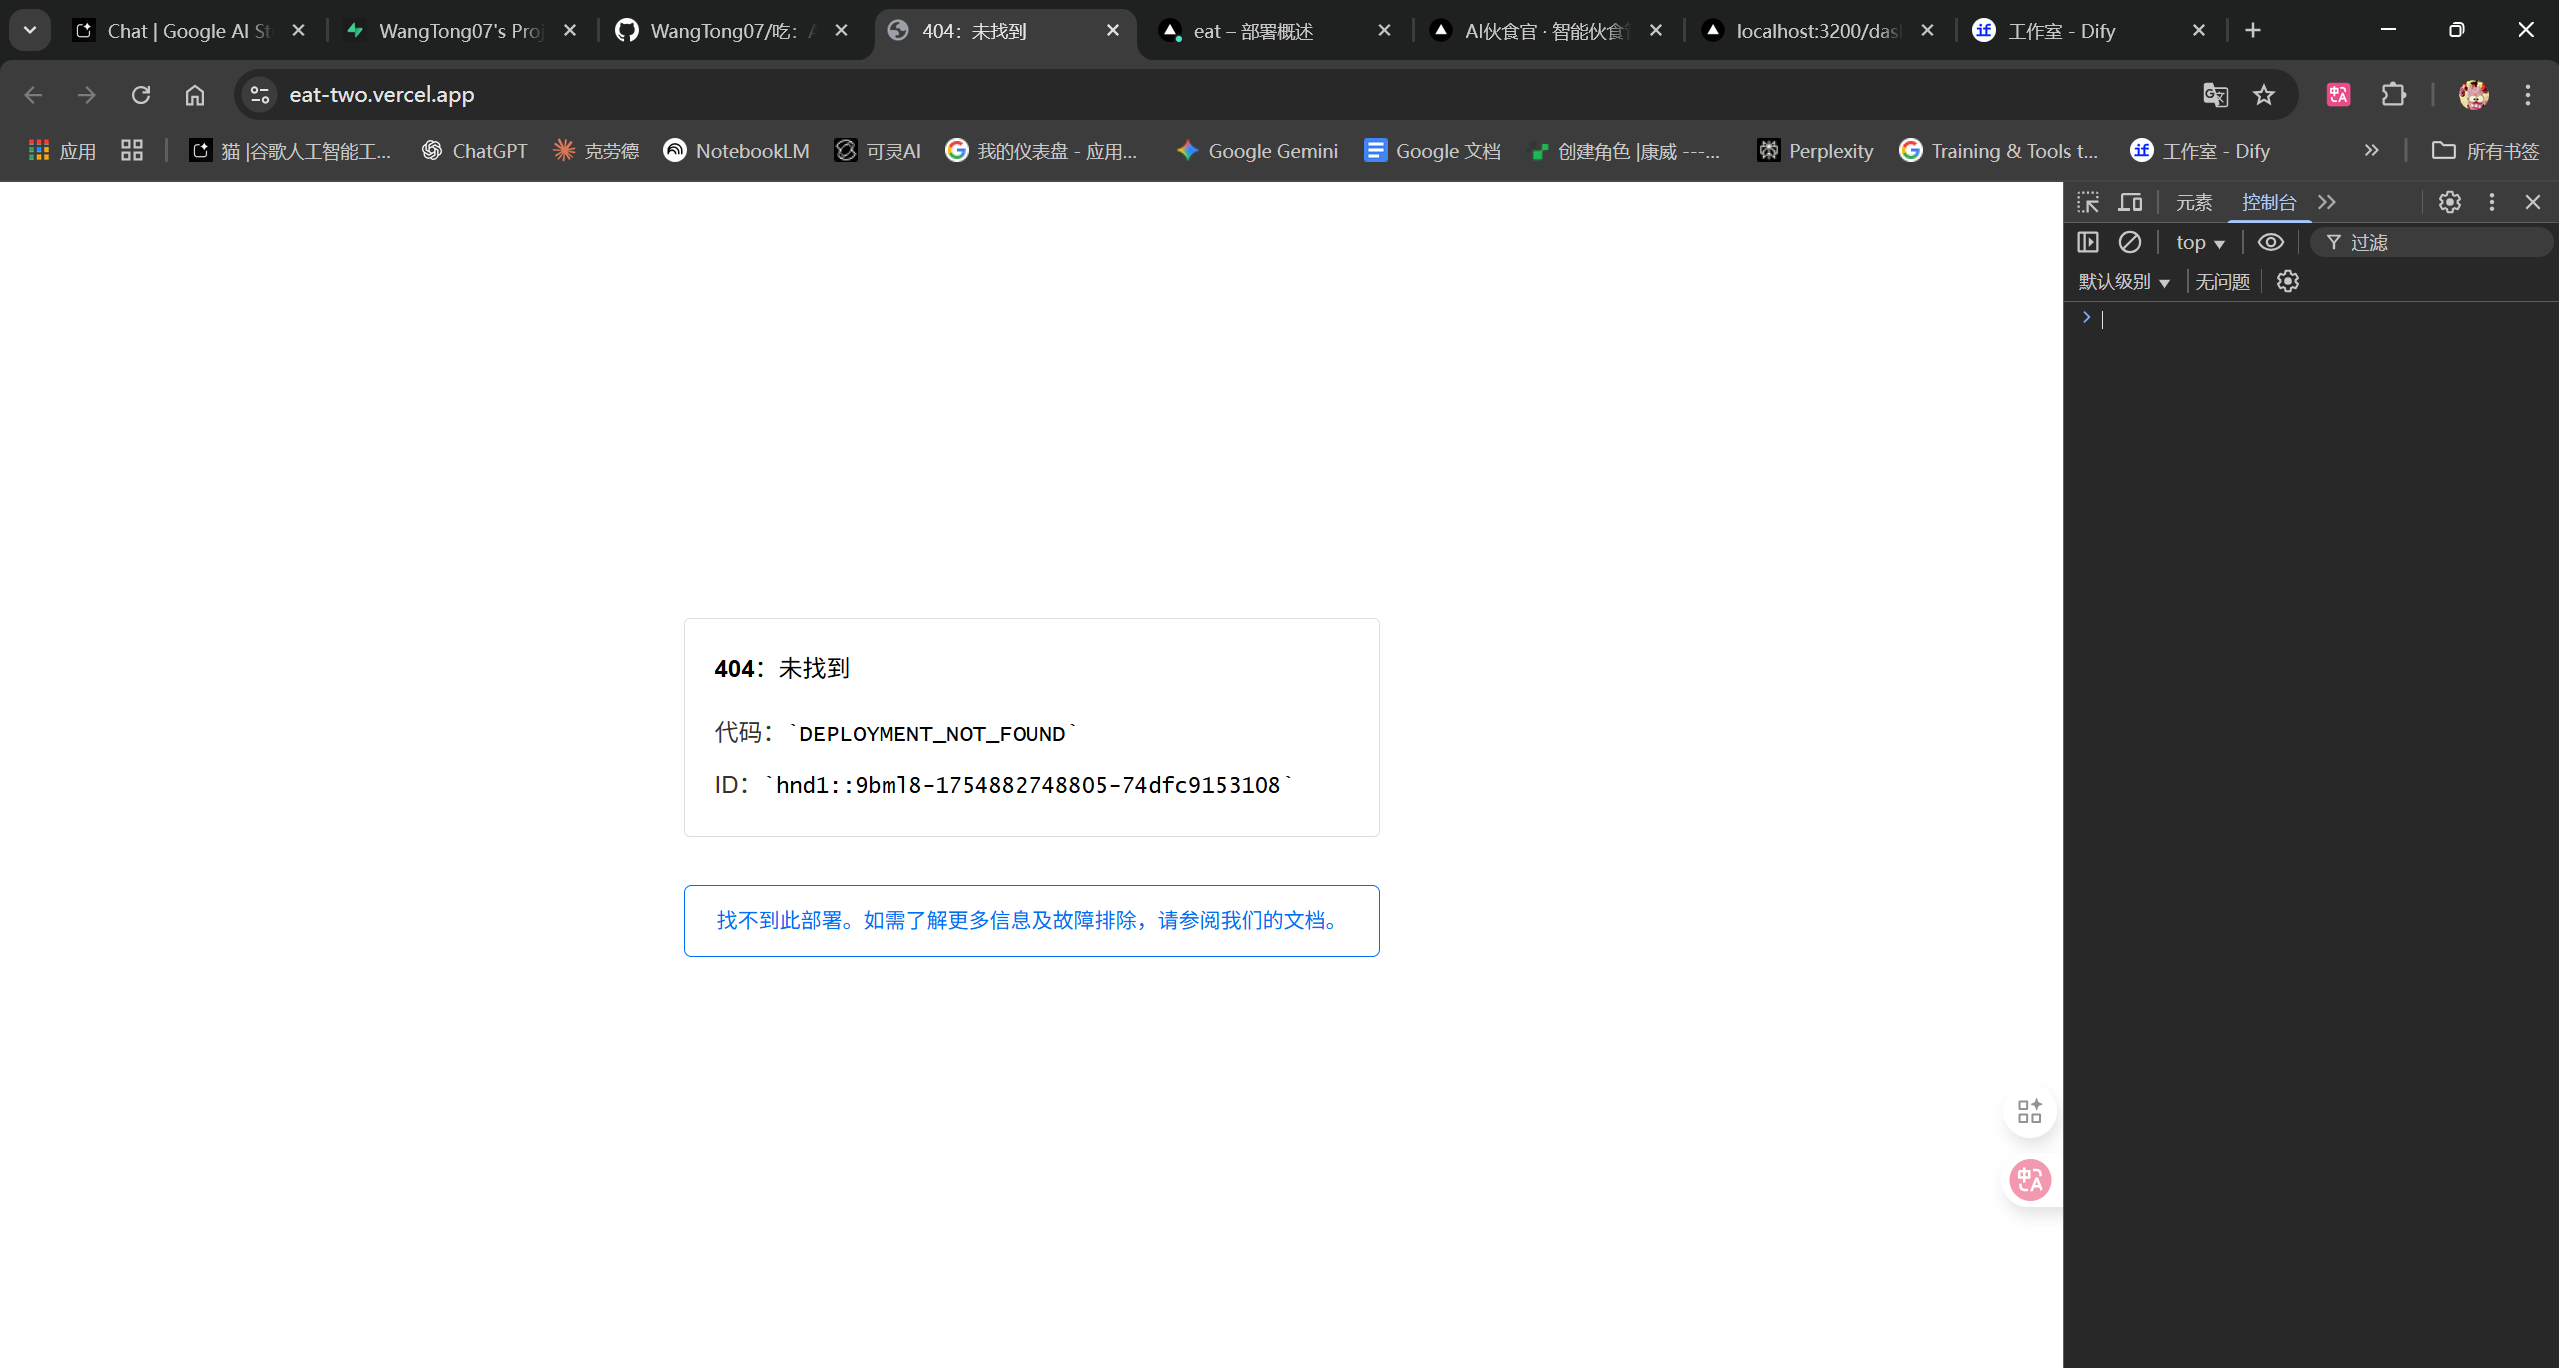 Chat | Google AI St
WangTong07's Proj
WangTong07/吃：A
404：未找到
eat – 部署概述
AI伙食官 · 智能伙食管
localhost:3200/das
工作室 - Dify
eat-two.vercel.app
应用
猫 |谷歌人工智能工...
ChatGPT
克劳德
NotebookLM
可灵AI
我的仪表盘 - 应用...
Google Gemini
Google 文档
创建角色 |康威 ---...
Perplexity
Training & Tools t...
工作室 - Dify
所有书签
元素
控制台
top
过滤
默认级别
无问题
404：未找到
代码：`DEPLOYMENT_NOT_FOUND`
ID：`hnd1::9bml8-1754882748805-74dfc9153108`
找不到此部署。如需了解更多信息及故障排除，请参阅我们的文档。